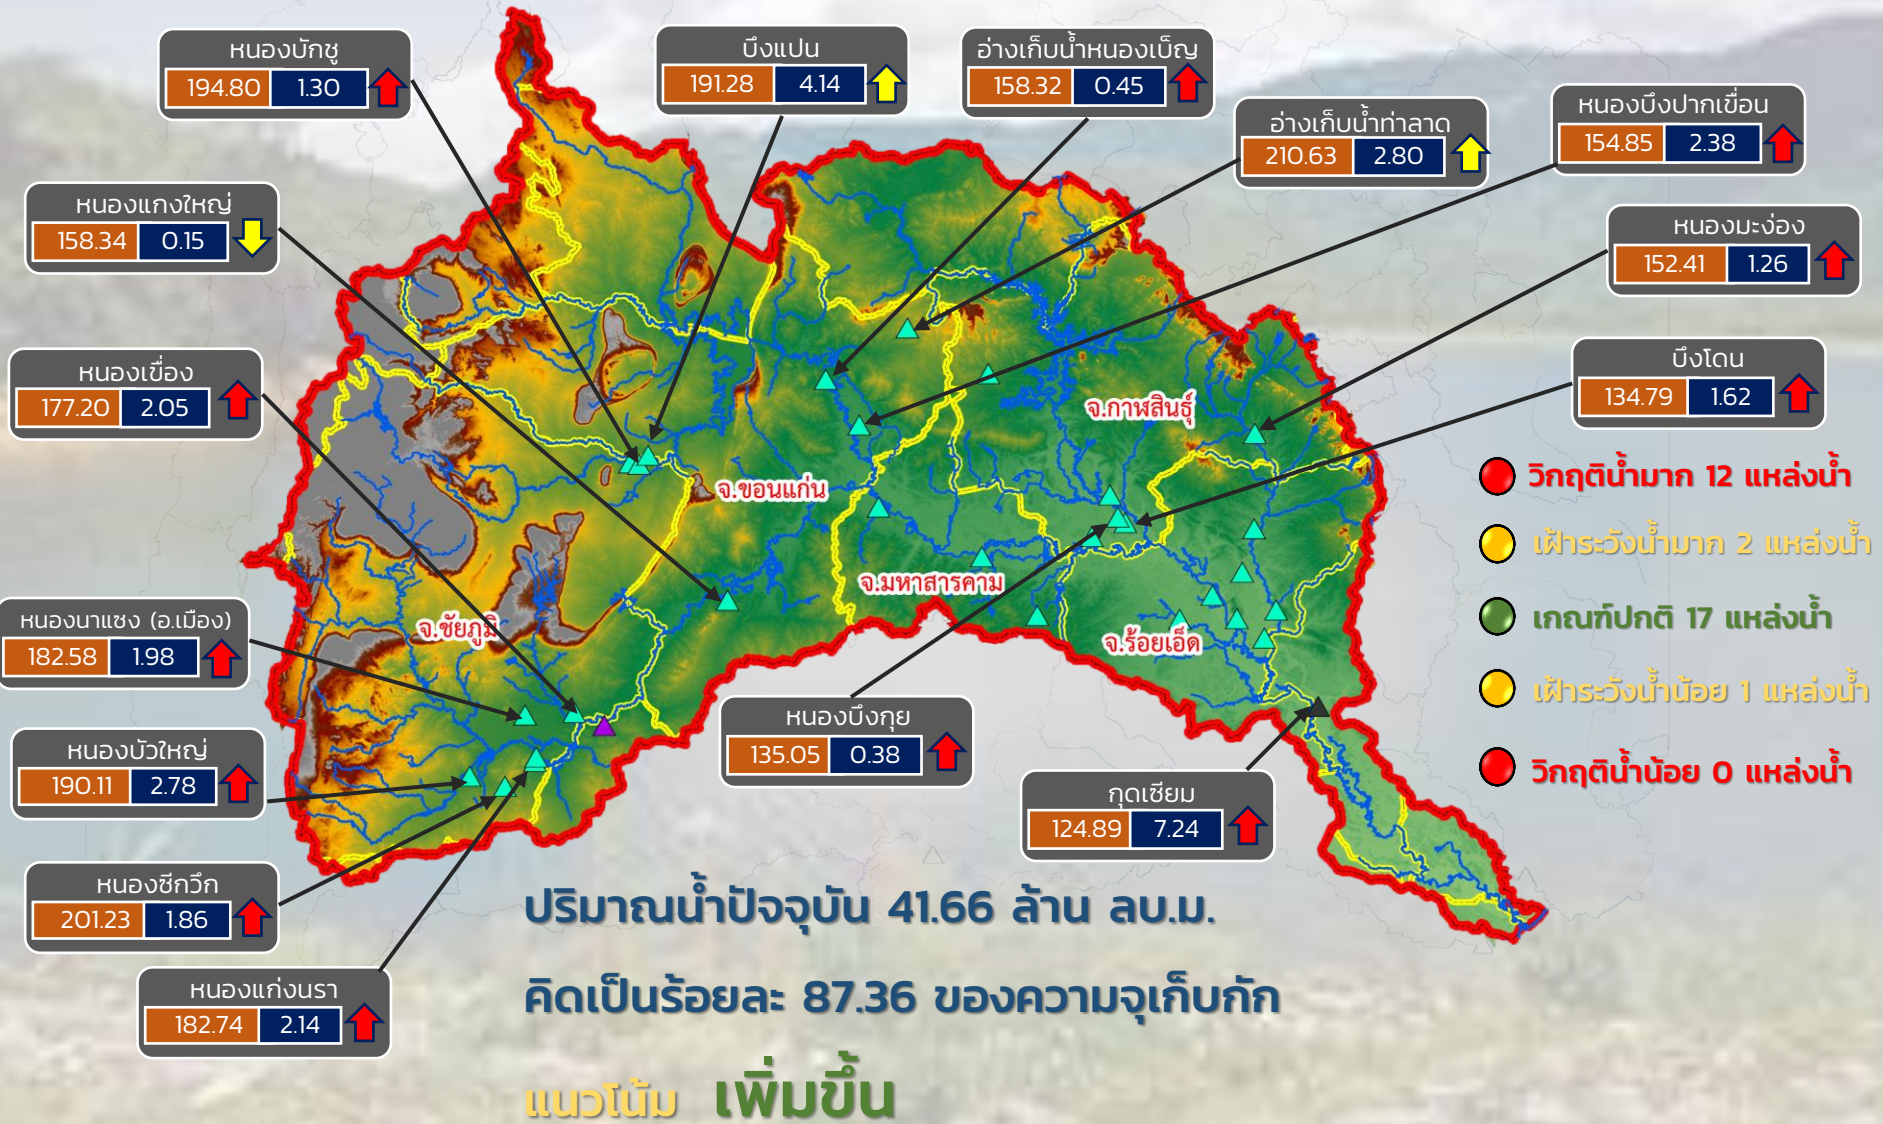 หนองบักชู
194.80 1.30
บึงแปน
191.28 4.14
อ่างเก็บน้ำหนองเบ็ญ
158.32 0.45
อ่างเก็บน้ำท่าลาด
210.63 2.80
หนองบึงปากเขื่อน
154.85 2.38
หนองแกงใหญ่
158.34 0.15
หนองมะง่อง
152.41 1.26
หนองเขื่อง
177.20 2.05
บึงโดน
134.79 1.62
จ.กาฬสินธุ์
จ.ขอนแก่น
จ.มหาสารคาม
จ.ชัยภูมิ
จ.ร้อยเอ็ด
วิกฤติน้ำมาก 12 แหล่งน้ำ
เฝ้าระวังน้ำมาก 2 แหล่งน้ำ
เกณฑ์ปกติ 17 แหล่งน้ำ
เฝ้าระวังน้ำน้อย 1 แหล่งน้ำ
วิกฤติน้ำน้อย 0 แหล่งน้ำ
หนองนาแซง (อ.เมือง)
182.58 1.98
หนองบัวใหญ่
190.11 2.78
หนองบึงกุย
135.05 0.38
กุดเชียม
124.89 7.24
หนองซีกวึก
201.23 1.86
หนองแก่งนรา
182.74 2.14
ปริมาณน้ำปัจจุบัน 41.66 ล้าน ลบ.ม.
คิดเป็นร้อยละ 87.36 ของความจุเก็บกัก
แนวโน้ม เพิ่มขึ้น